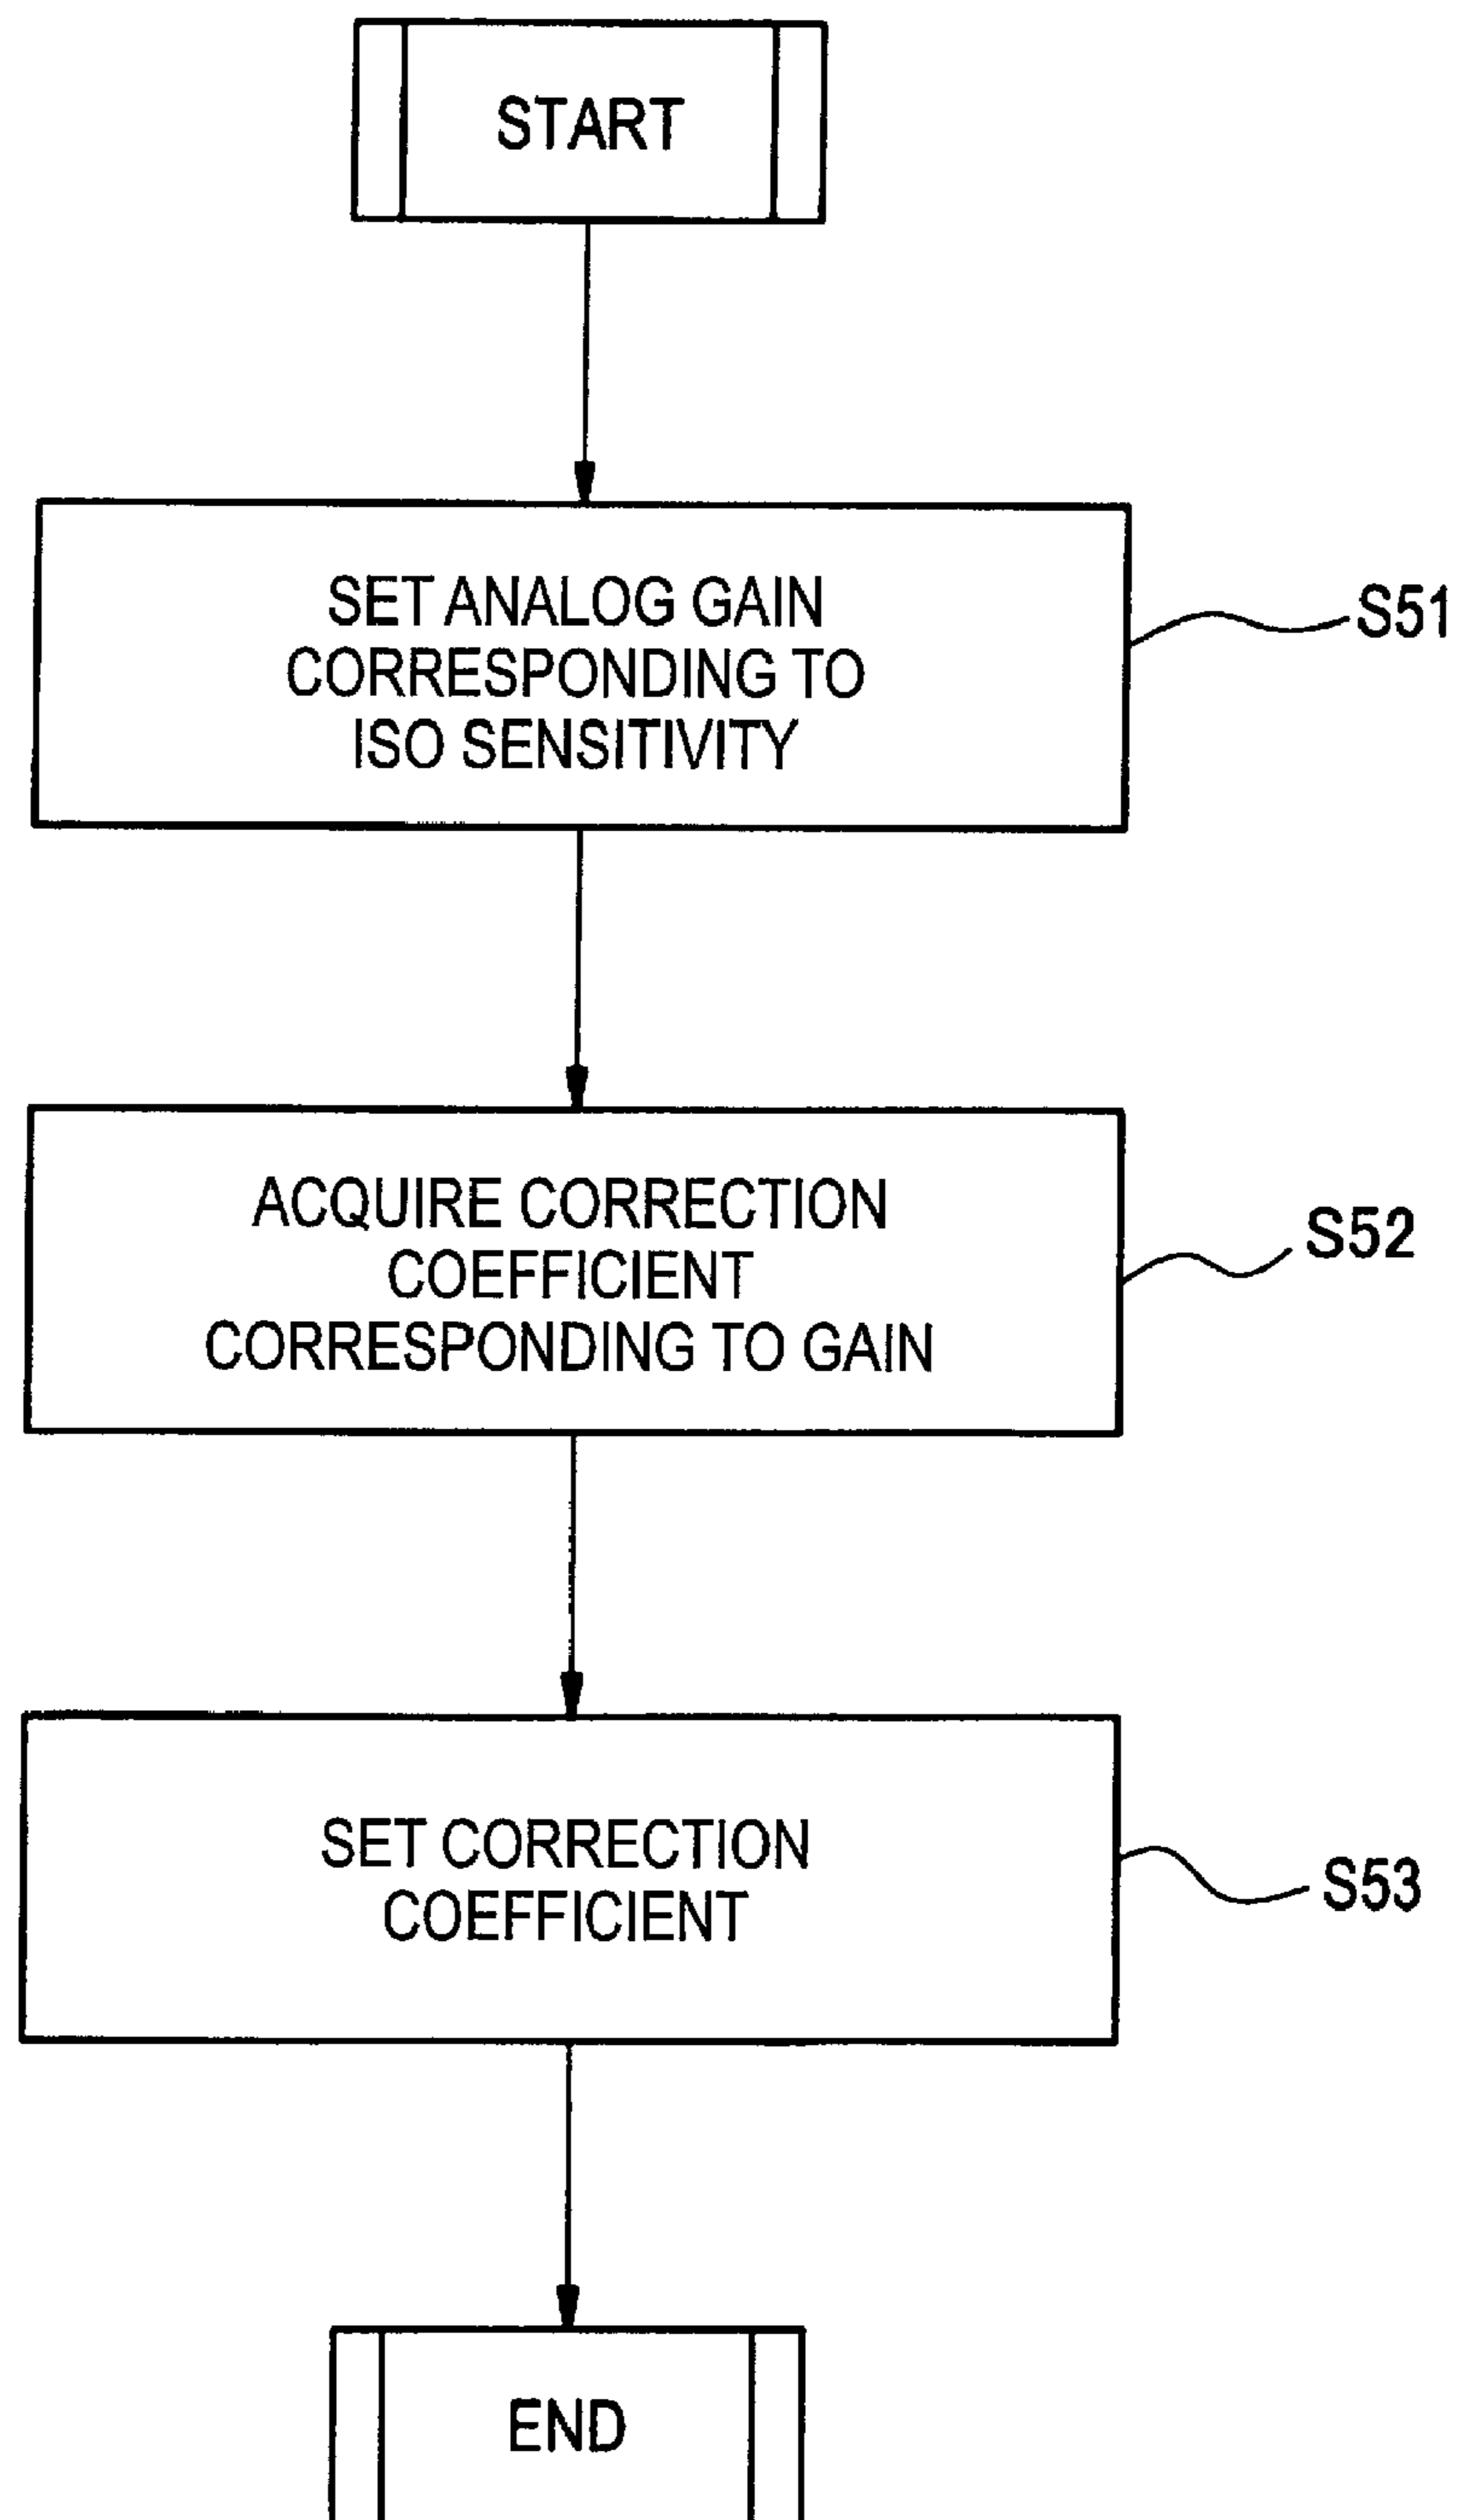 START
SET ANALOG GAIN
CORRESPONDING TO
ISO SENSITIVITY
S51
ACQUIRE CORRECTION
COEFFICIENT
CORRESPONDING TO GAIN
S52
SET CORRECTION
COEFFICIENT
S53
END